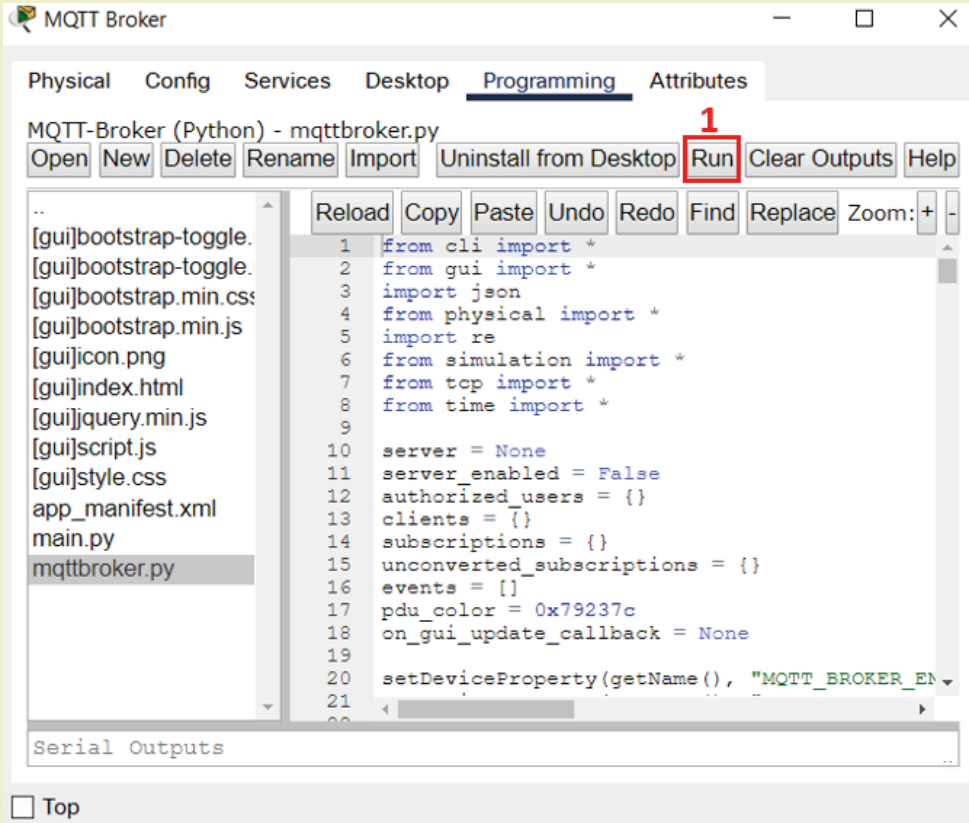 MQTT Broker
Physical Config Services Desktop Programming Attributes
MQTT-Broker (Python) - mqttbroker.py
1
Open New Delete Rename Import Uninstall from Desktop Run Clear Outputs Help
Reload Copy Paste Undo Redo Find Replace Zoom: + -
..
[gui]bootstrap-toggle.
[gui]bootstrap-toggle.
[gui]bootstrap.min.css
[gui]bootstrap.min.js
[gui]icon.png
[gui]index.html
[gui]jquery.min.js
[gui]script.js
[gui]style.css
app_manifest.xml
main.py
mqttbroker.py
1 from cli import *
2 from gui import *
3 import json
4 from physical import *
5 import re
6 from simulation import *
7 from tcp import *
8 from time import *
9
10 server = None
11 server_enabled = False
12 authorized_users = {}
13 clients = {}
14 subscriptions = {}
15 unconverted_subscriptions = {}
16 events = []
17 pdu_color = 0x79237c
18 on_gui_update_callback = None
19
20 setDeviceProperty(getName(), "MQTT_BROKER_EN
21
Serial Outputs
Top